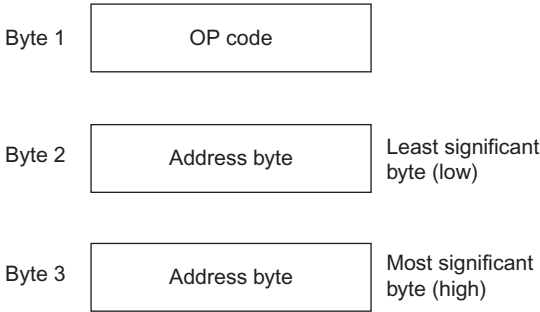 Byte 1
OP code
Byte 2
Address byte
Least significant
byte (low)
Byte 3
Address byte
Most significant
byte (high)